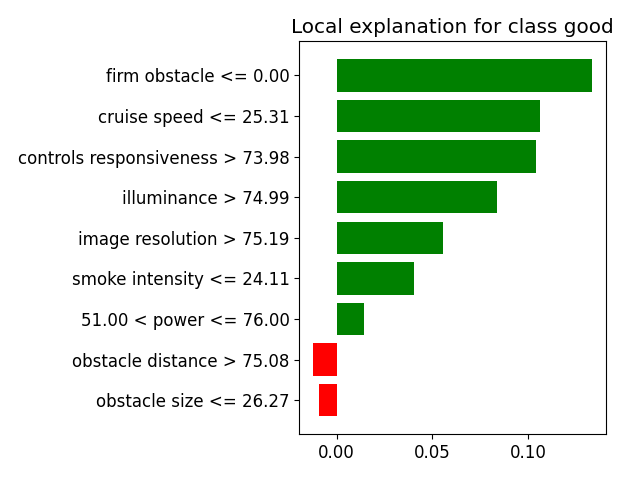 Local explanation for class good
firm obstacle <= 0.00
cruise speed <= 25.31
controls responsiveness > 73.98
illuminance > 74.99
image resolution > 75.19
smoke intensity <= 24.11
51.00 < power <= 76.00
obstacle distance > 75.08
obstacle size <= 26.27
0.00 0.05 0.10